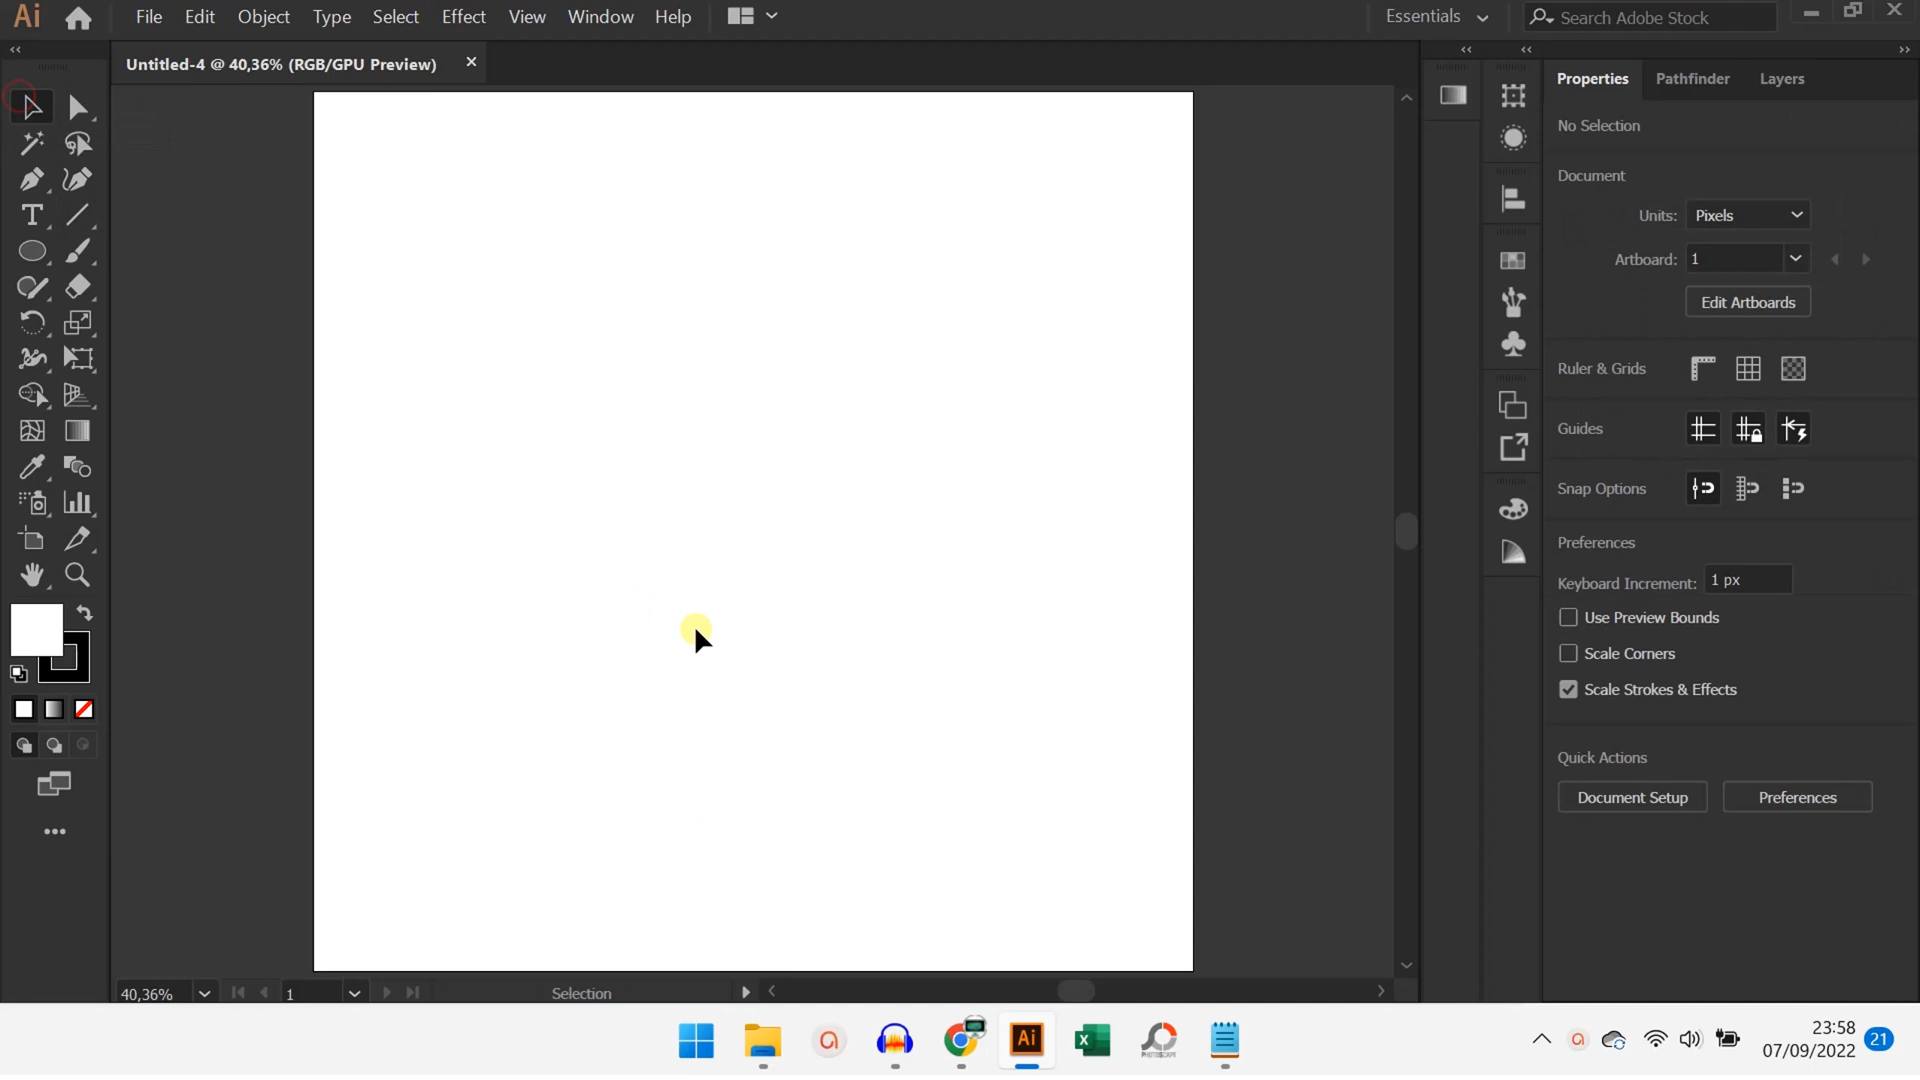 Ai File Edit Object Type Select Effect View Window Help Essentials Search Adobe Stock
Untitled-4 @ 40,36% (RGB/GPU Preview)
Properties Pathfinder Layers
No Selection
Document
Units: Pixels
Artboard: 1
Edit Artboards
Ruler & Grids
Guides
Snap Options
Preferences
Keyboard Increment: 1 px
Use Preview Bounds
Scale Corners
Scale Strokes & Effects
Quick Actions
Document Setup Preferences
40,36% 1 Selection
Ai
PHOTOSCAPE
23:58
07/09/2022 21